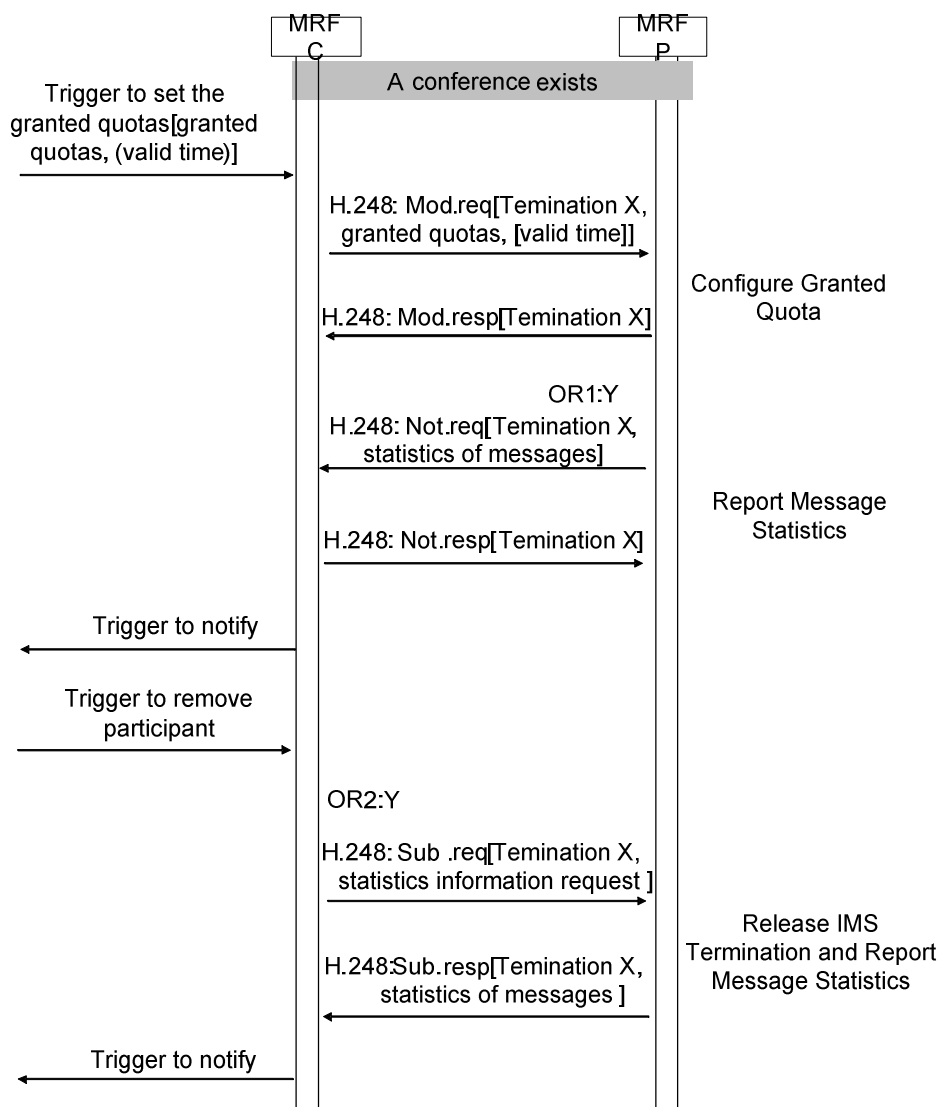 MRF
C
MRF
P
A conference exists
Trigger to set the
granted quotas[granted
quotas, (valid time)]
H.248: Mod.req[Temination X,
granted quotas, [valid time]]
Configure Granted
Quota
H.248: Mod.resp[Temination X]
OR1:Y
H.248: Not.req[Temination X,
statistics of messages]
Report Message
Statistics
H.248: Not.resp[Temination X]
Trigger to notify
Trigger to remove
participant
OR2:Y
H.248: Sub .req[Temination X,
statistics information request ]
Release IMS
Termination and Report
Message Statistics
H.248:Sub.resp[Temination X,
statistics of messages ]
Trigger to notify